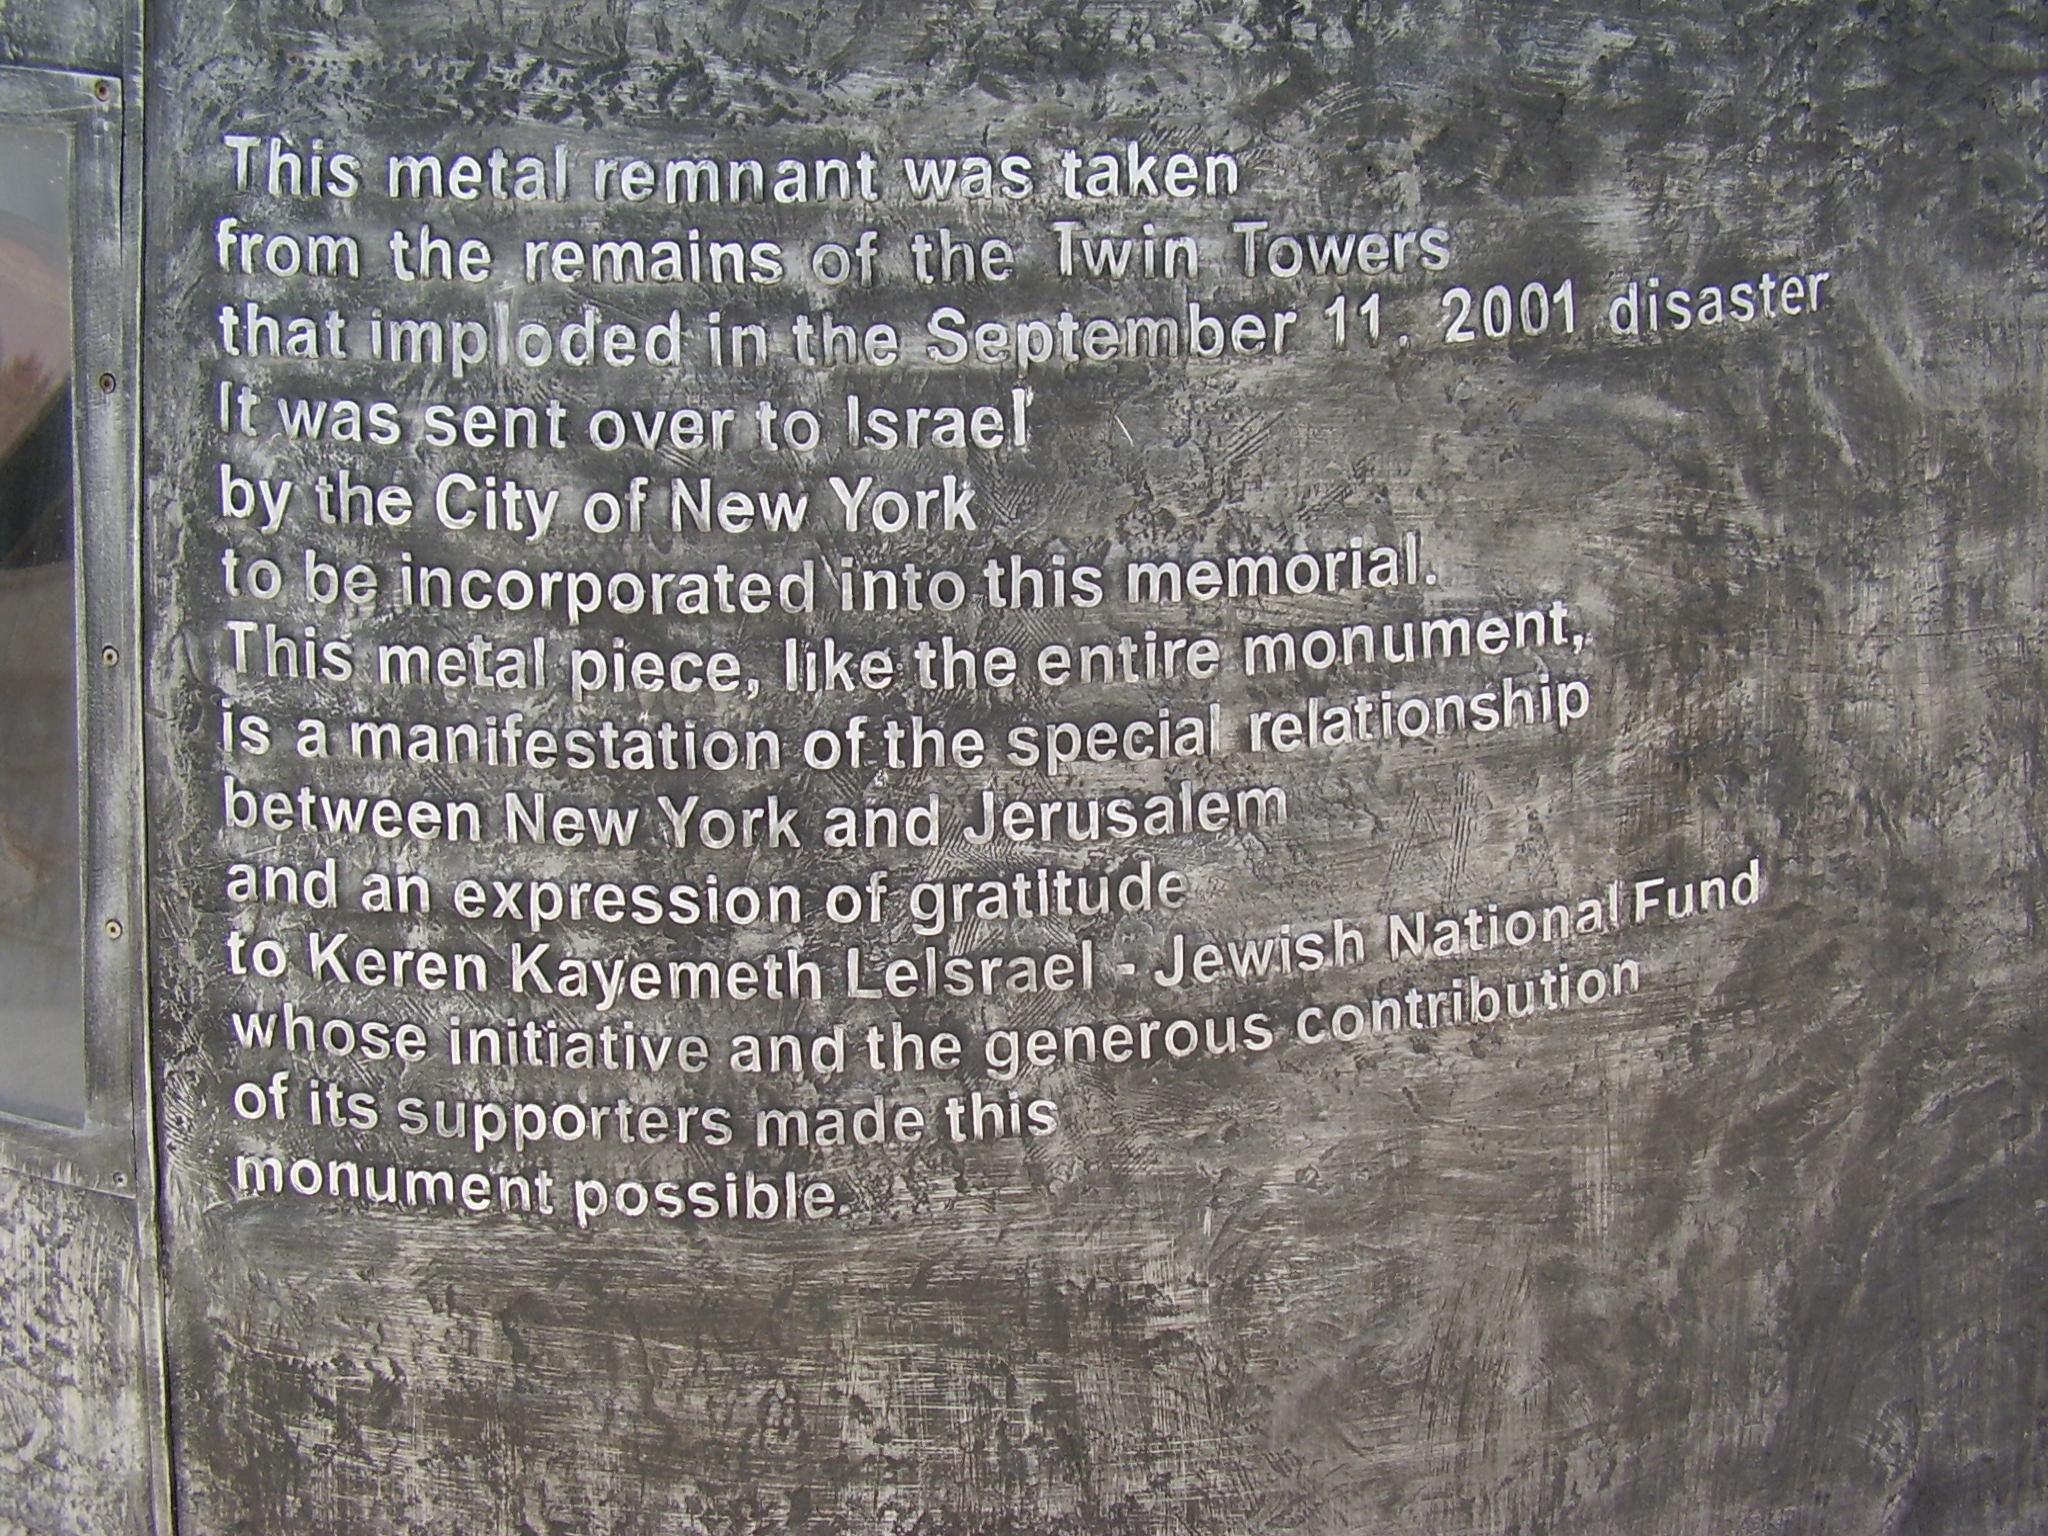 This metal remnant was taken
from the remains of the Twin Towers
that imploded in the September 11, 2001 disaster
It was sent over to Israel
by the City of New York
to be incorporated into this memorial.
This metal piece, like the entire monument,
is a manifestation of the special relationship
between New York and Jerusalem
and an expression of gratitude
to Keren Kayemeth LeIsrael - Jewish National Fund
whose initiative and the generous contribution
of its supporters made this
monument possible.